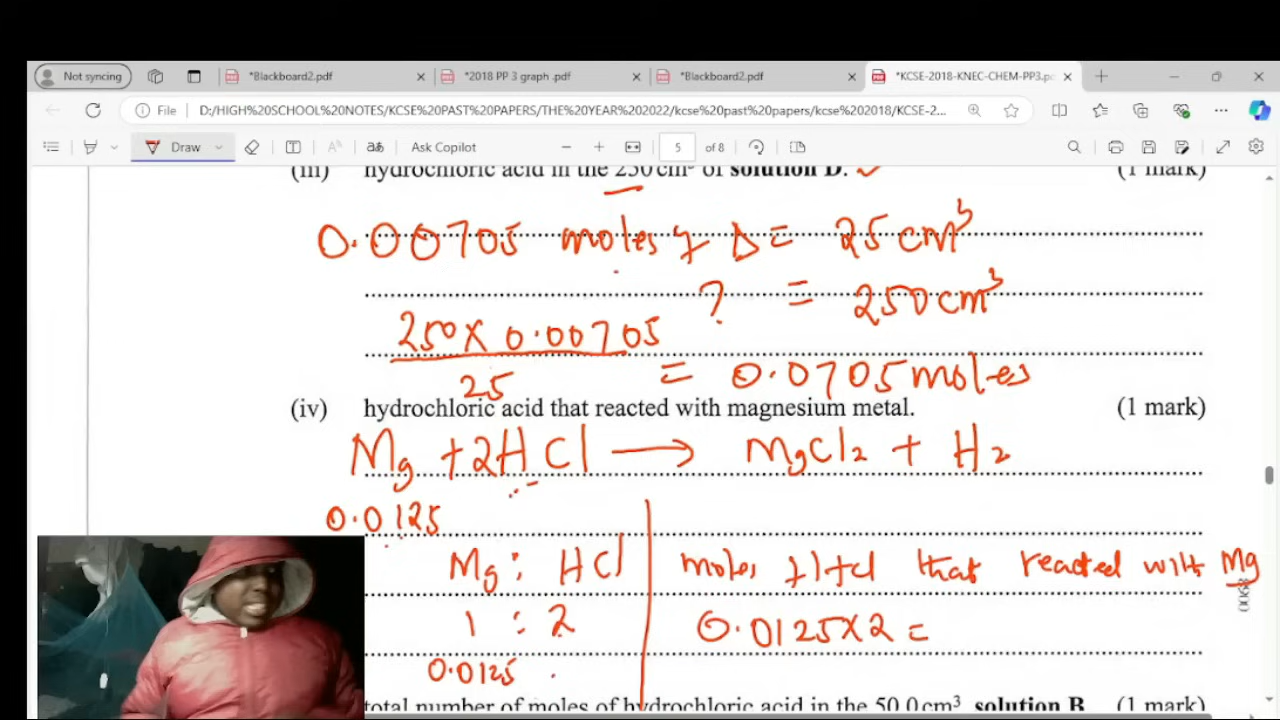 Not syncing
*Blackboard2.pdf
*2018 PP 3 graph .pdf
*Blackboard2.pdf
*KCSE-2018-KNEC-CHEM-PP3.p
File D:/HIGH%20SCHOOL%20NOTES/KCSE%20PAST%20PAPERS/THE%20YEAR%202022/kcse%20past%20papers/kcse%202018/KCSE-2...
Draw
Ask Copilot
5 of 8
(iii) hydrochloric acid in the 250 cm³ of solution D. (1 mark)
0.00705 moles of D = 25 cm³
? = 250 cm³
250 x 0.00705
25
= 0.0705 moles
(iv) hydrochloric acid that reacted with magnesium metal. (1 mark)
Mg + 2HCl → MgCl2 + H2
0.0125
Mg : HCl
1 : 2
0.0125
moles of HCl that reacted with Mg
0.0125 x 2 =
total number of moles of hydrochloric acid in the 50.0 cm³ solution B (1 mark)